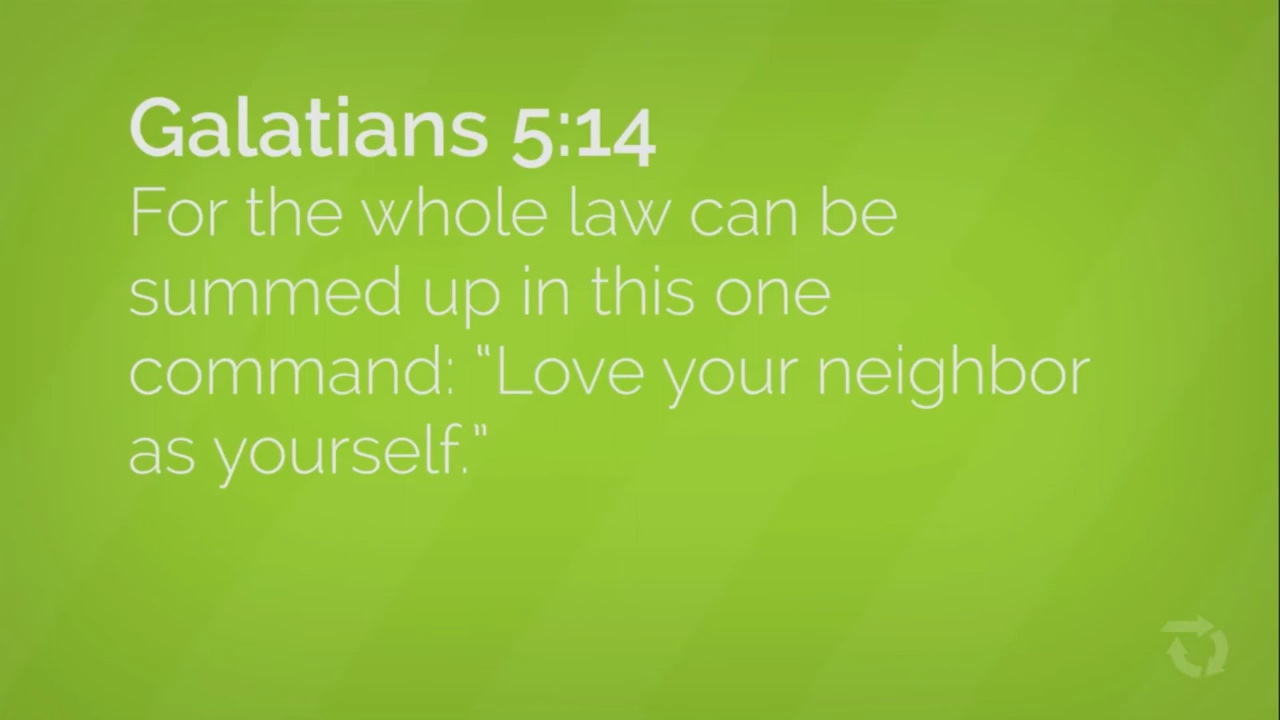 Galatians 5:14
For the whole law can be
summed up in this one
command: “Love your neighbor
as yourself.”